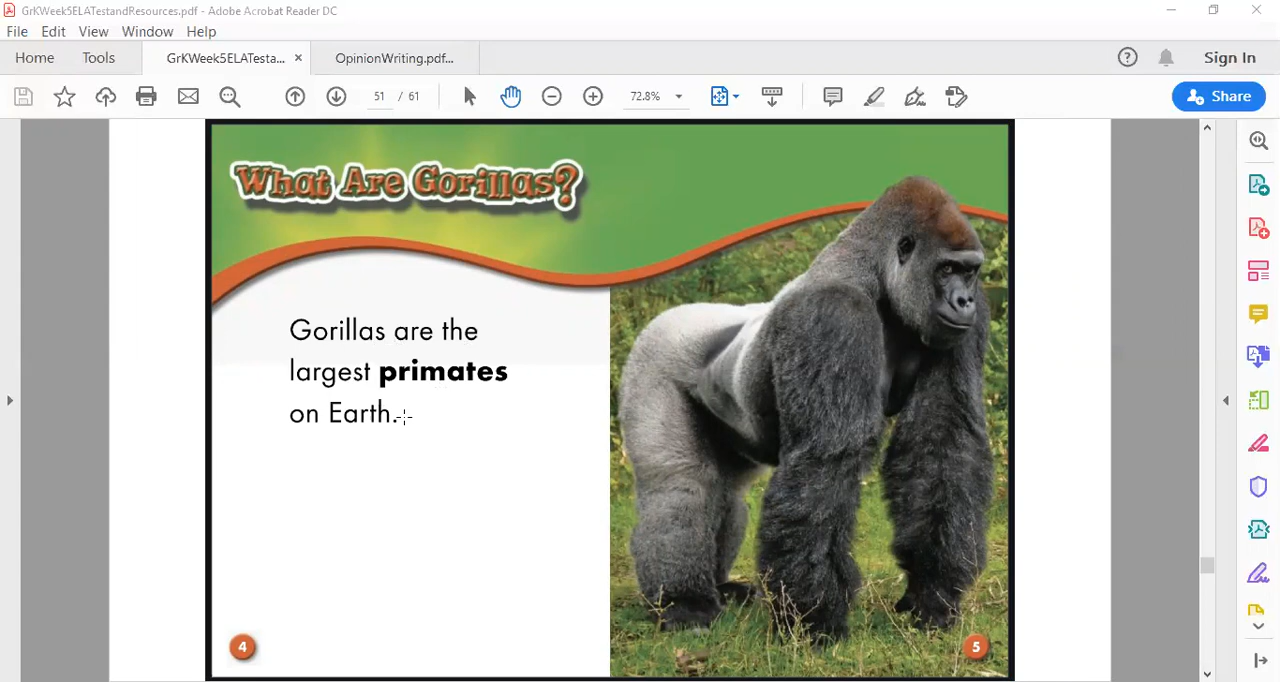 GrKWeek5ELATestandResources.pdf - Adobe Acrobat Reader DC
File Edit View Window Help
Home Tools GrKWeek5ELATesta... × OpinionWriting.pdf... Sign In
51 / 61 72.8% Share
What Are Gorillas?
Gorillas are the
largest primates
on Earth.
4 5